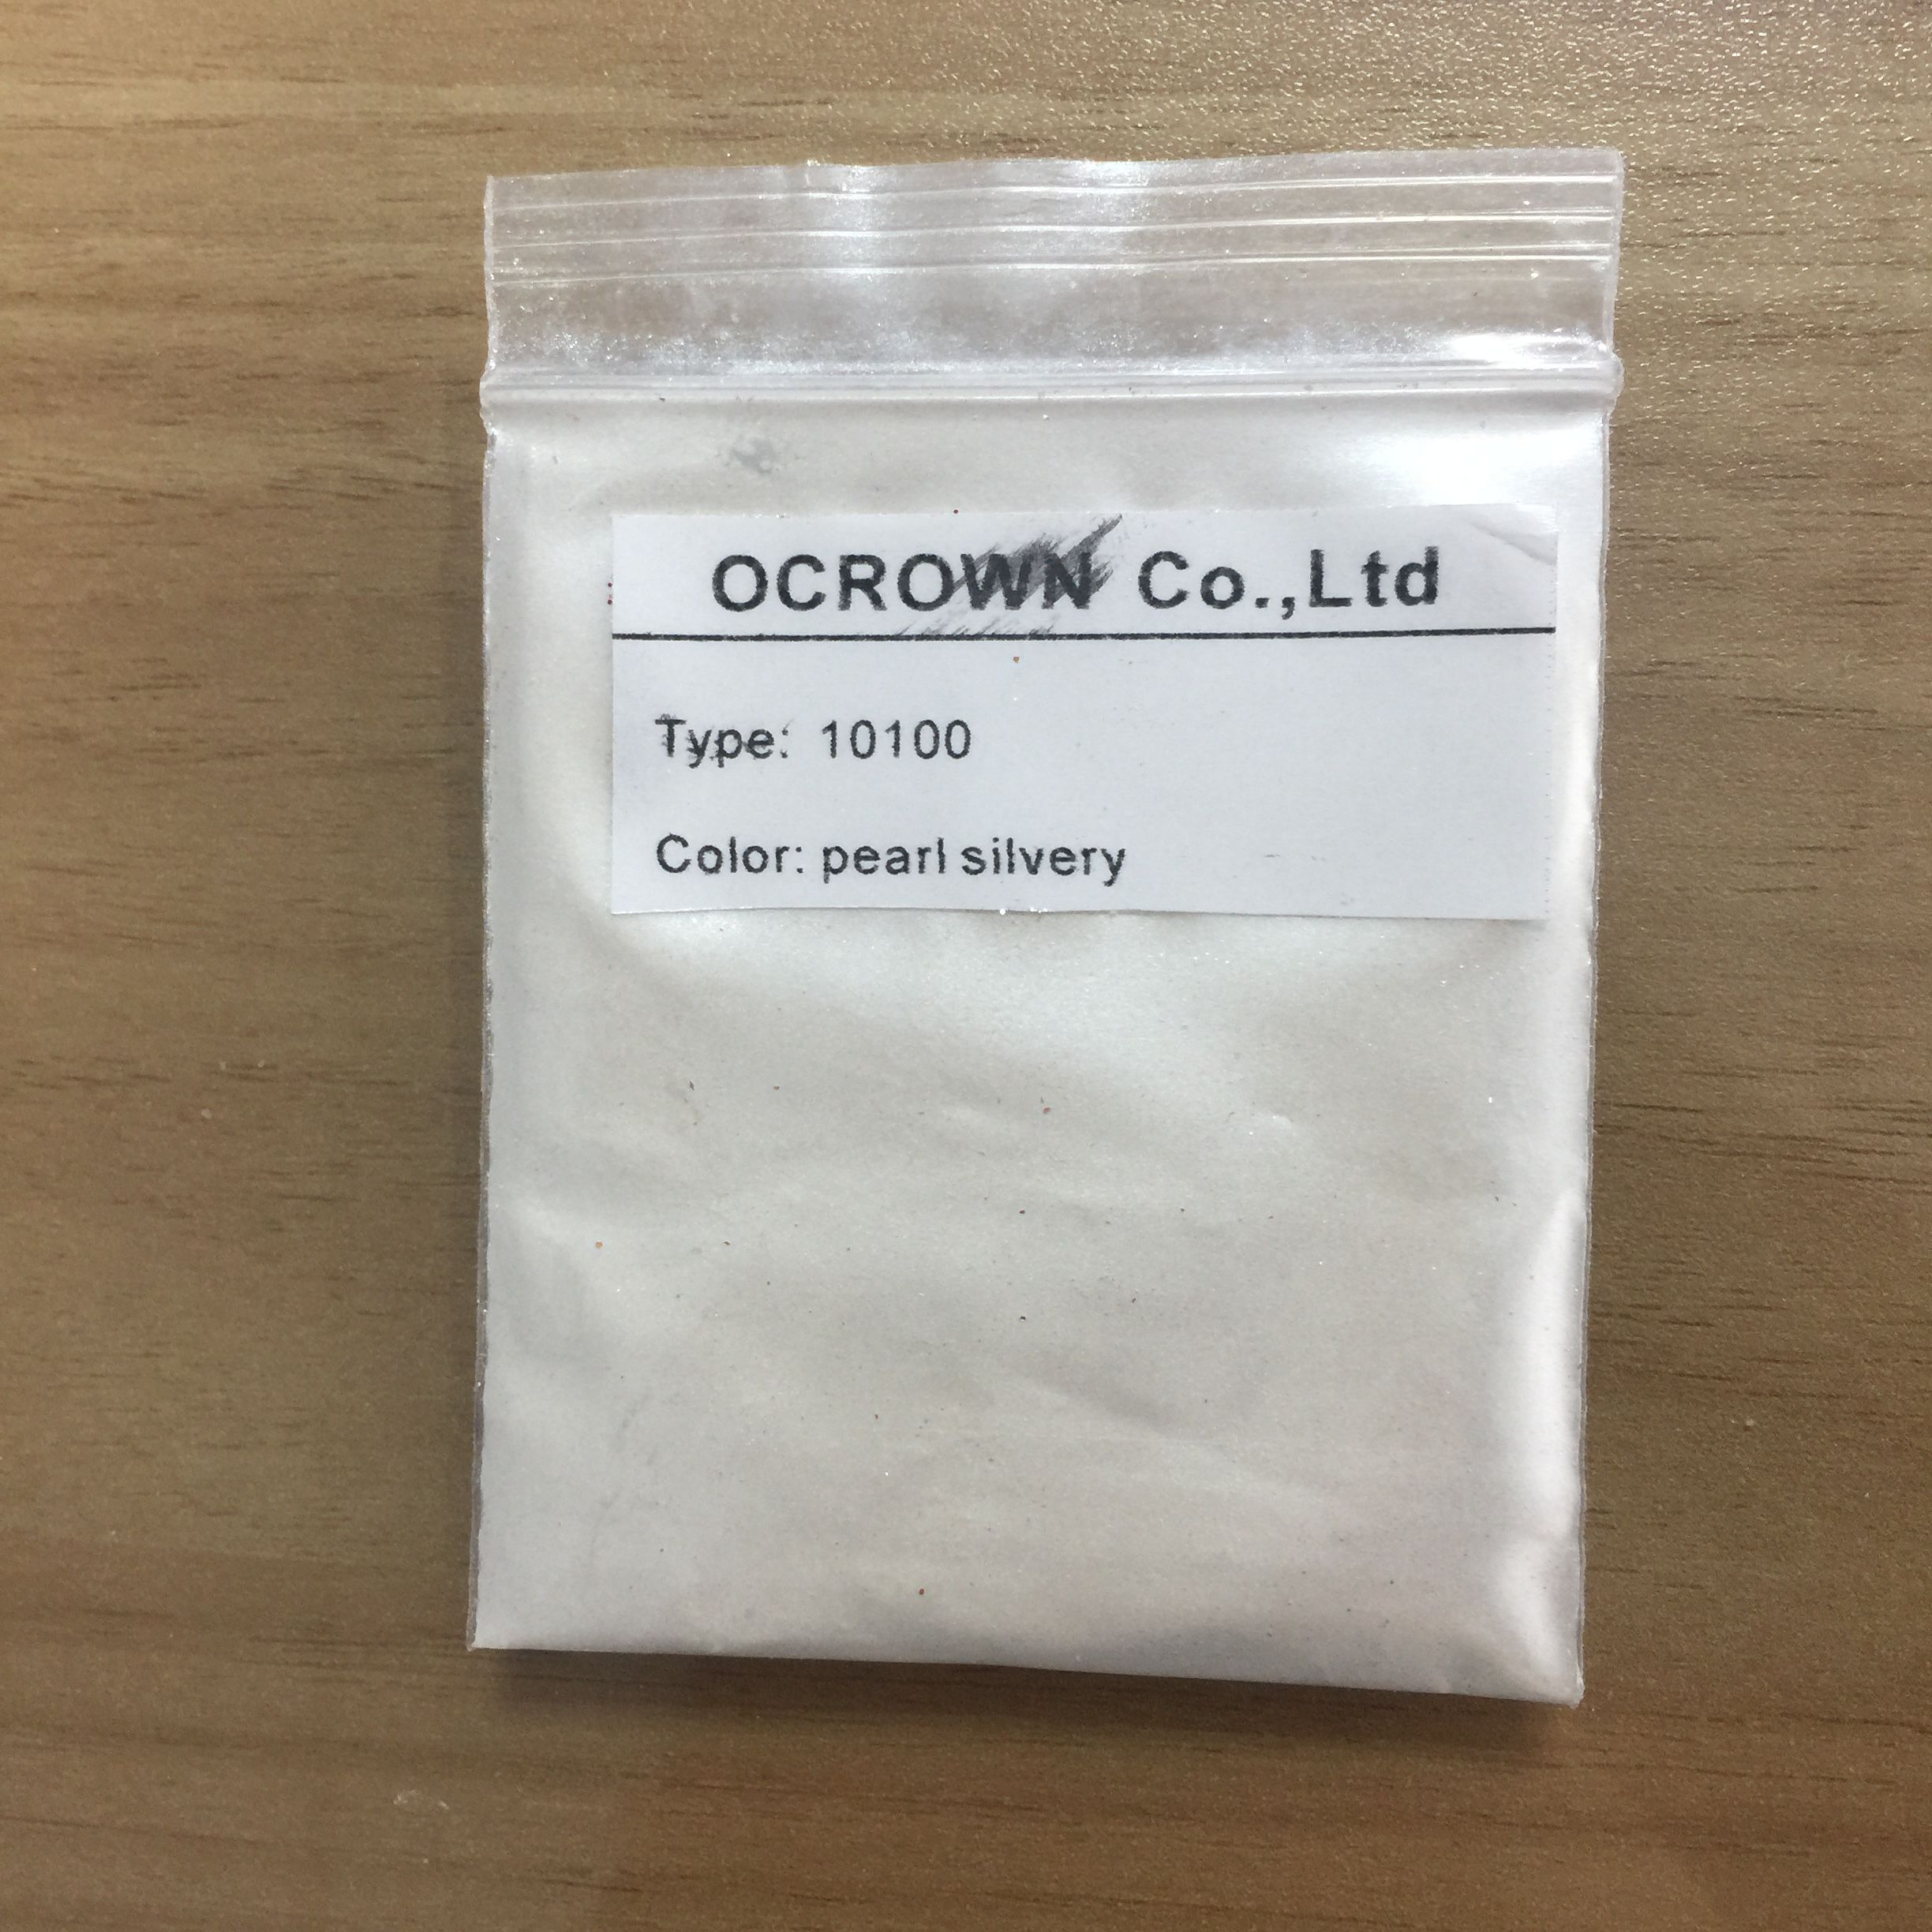 OCROWN Co.,Ltd
Type: 10100
Color: pearl silvery